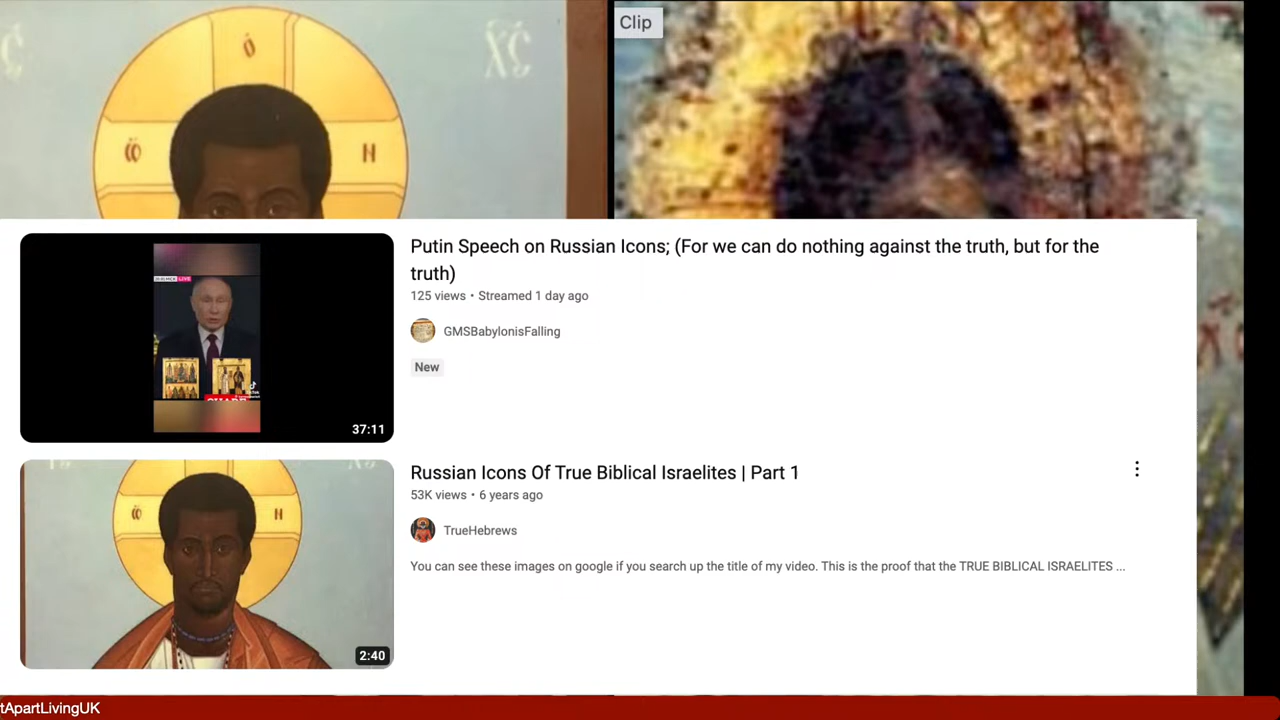 Clip
Ó
ΧC
Ѡ
Н
Putin Speech on Russian Icons; (For we can do nothing against the truth, but for the
truth)
125 views • Streamed 1 day ago
GMSBabylonisFalling
New
37:11
Russian Icons Of True Biblical Israelites | Part 1
53K views • 6 years ago
TrueHebrews
Ѡ
Н
You can see these images on google if you search up the title of my video. This is the proof that the TRUE BIBLICAL ISRAELITES ...
2:40
tApartLivingUK